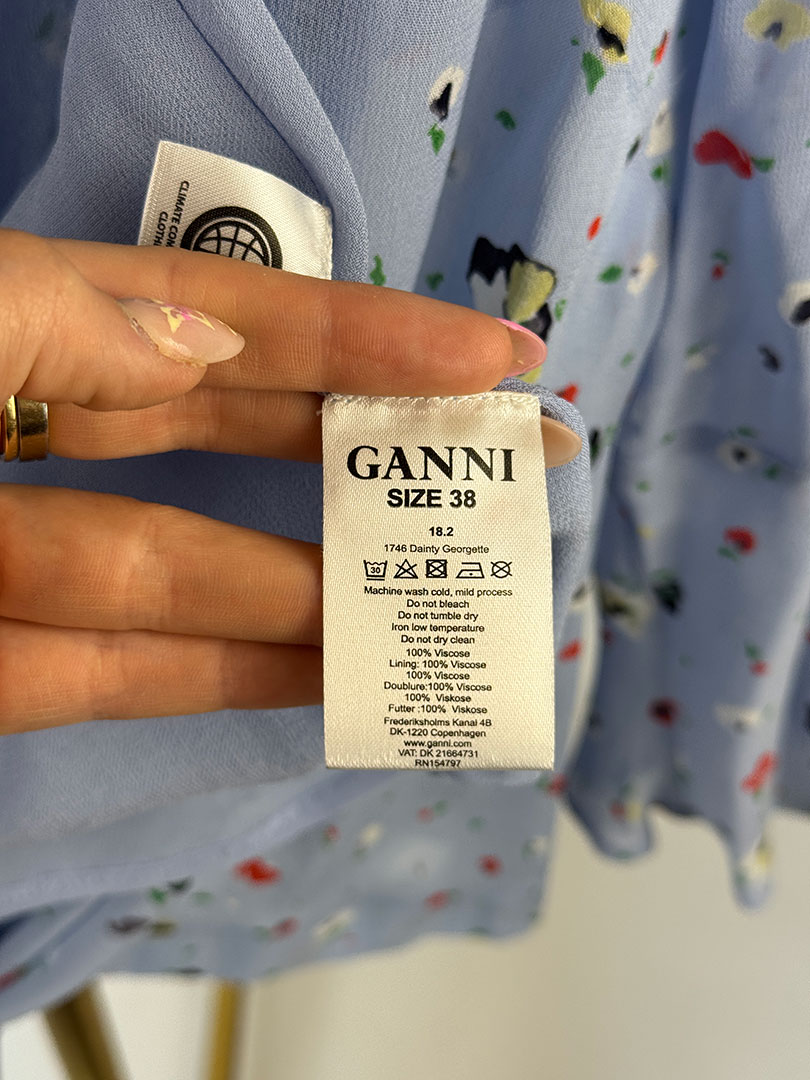 CLIMATE
GANNI
SIZE 38
18.2
1746 Dainty Georgette
30
Machine wash cold, mild process
Do not bleach
Do not tumble dry
Iron low temperature
Do not dry clean
100% Viscose
Lining: 100% Viscose
100% Viscose
Doublure:100% Viscose
100% Viskose
Futter :100% Viskose
Frederiksholms Kanal 4B
DK-1220 Copenhagen
www.ganni.com
VAT: DK 21664731
RN154797